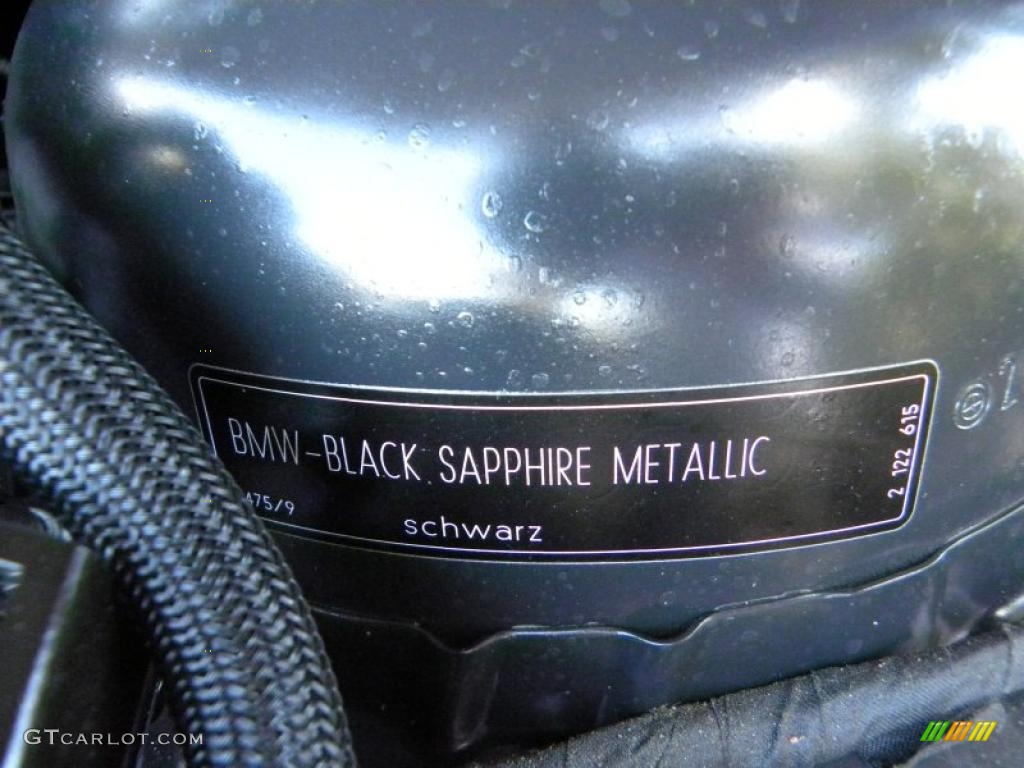 BMW-BLACK SAPPHIRE METALLIC
475/9
schwarz
2 122 615
GTCARLOT.COM